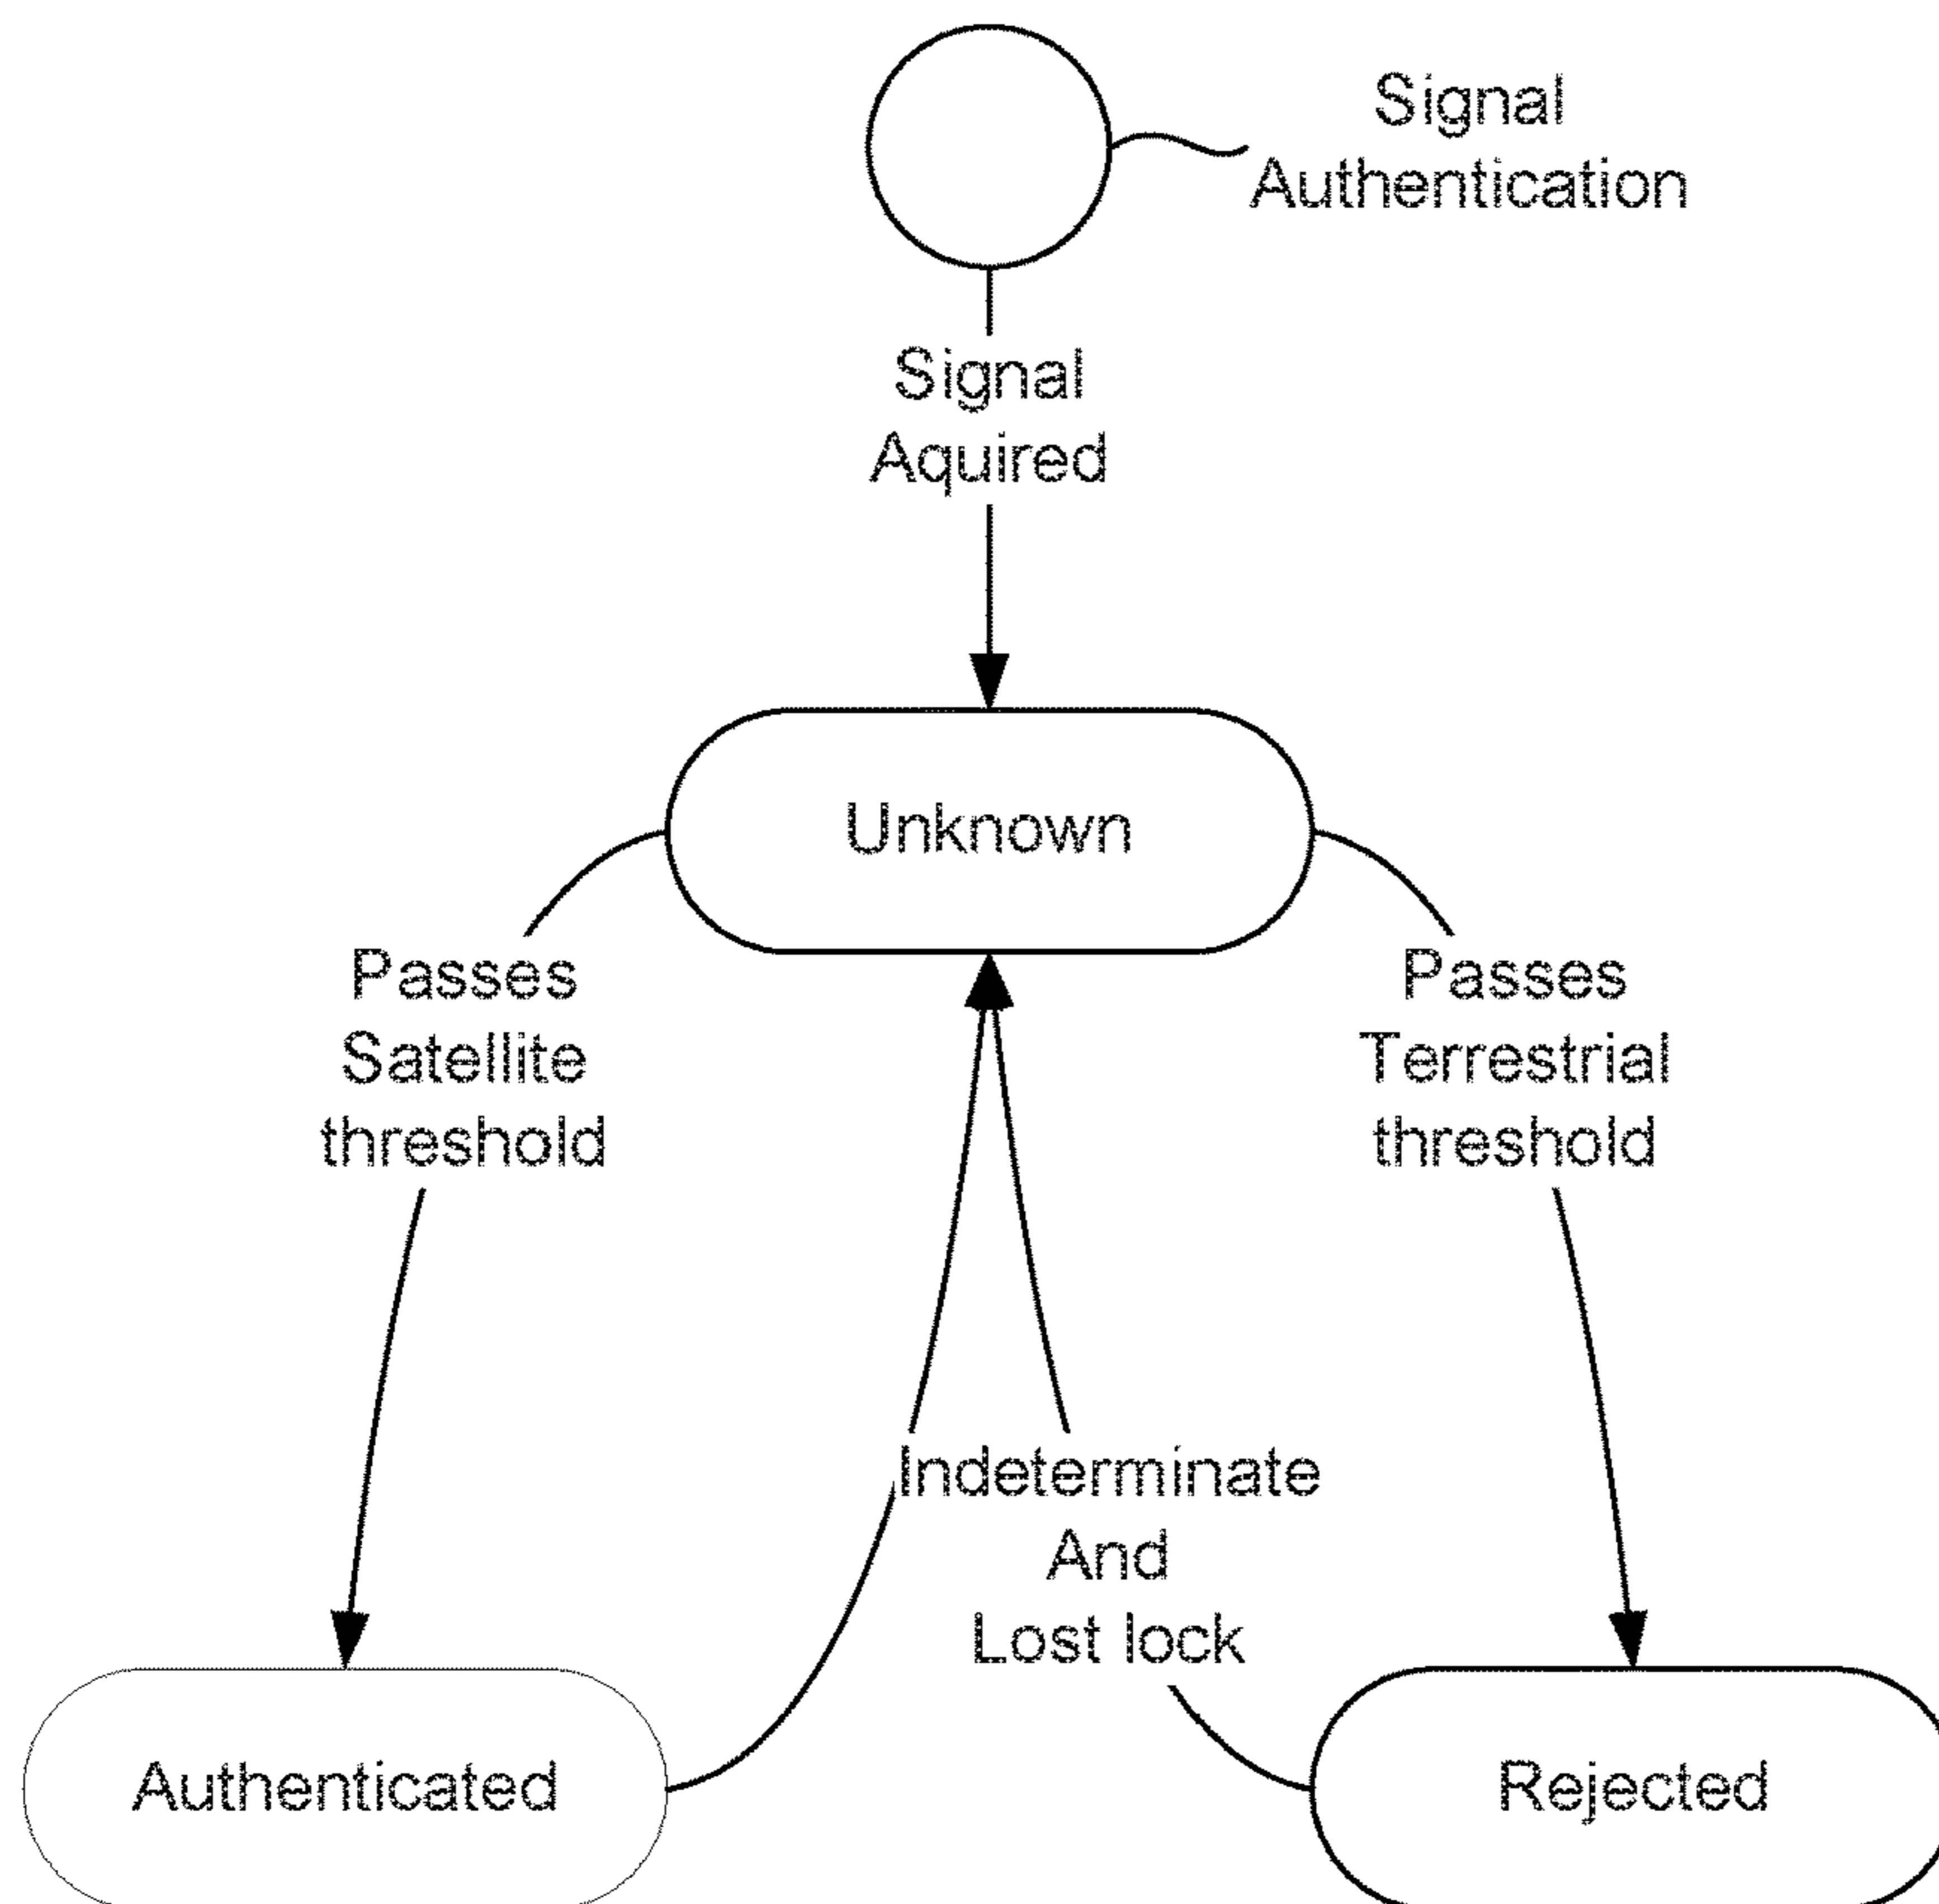 Signal
Authentication
Signal
Aquired
Unknown
Passes
Satellite
threshold
Passes
Terrestrial
threshold
Indeterminate
And
Lost lock
Authenticated
Rejected